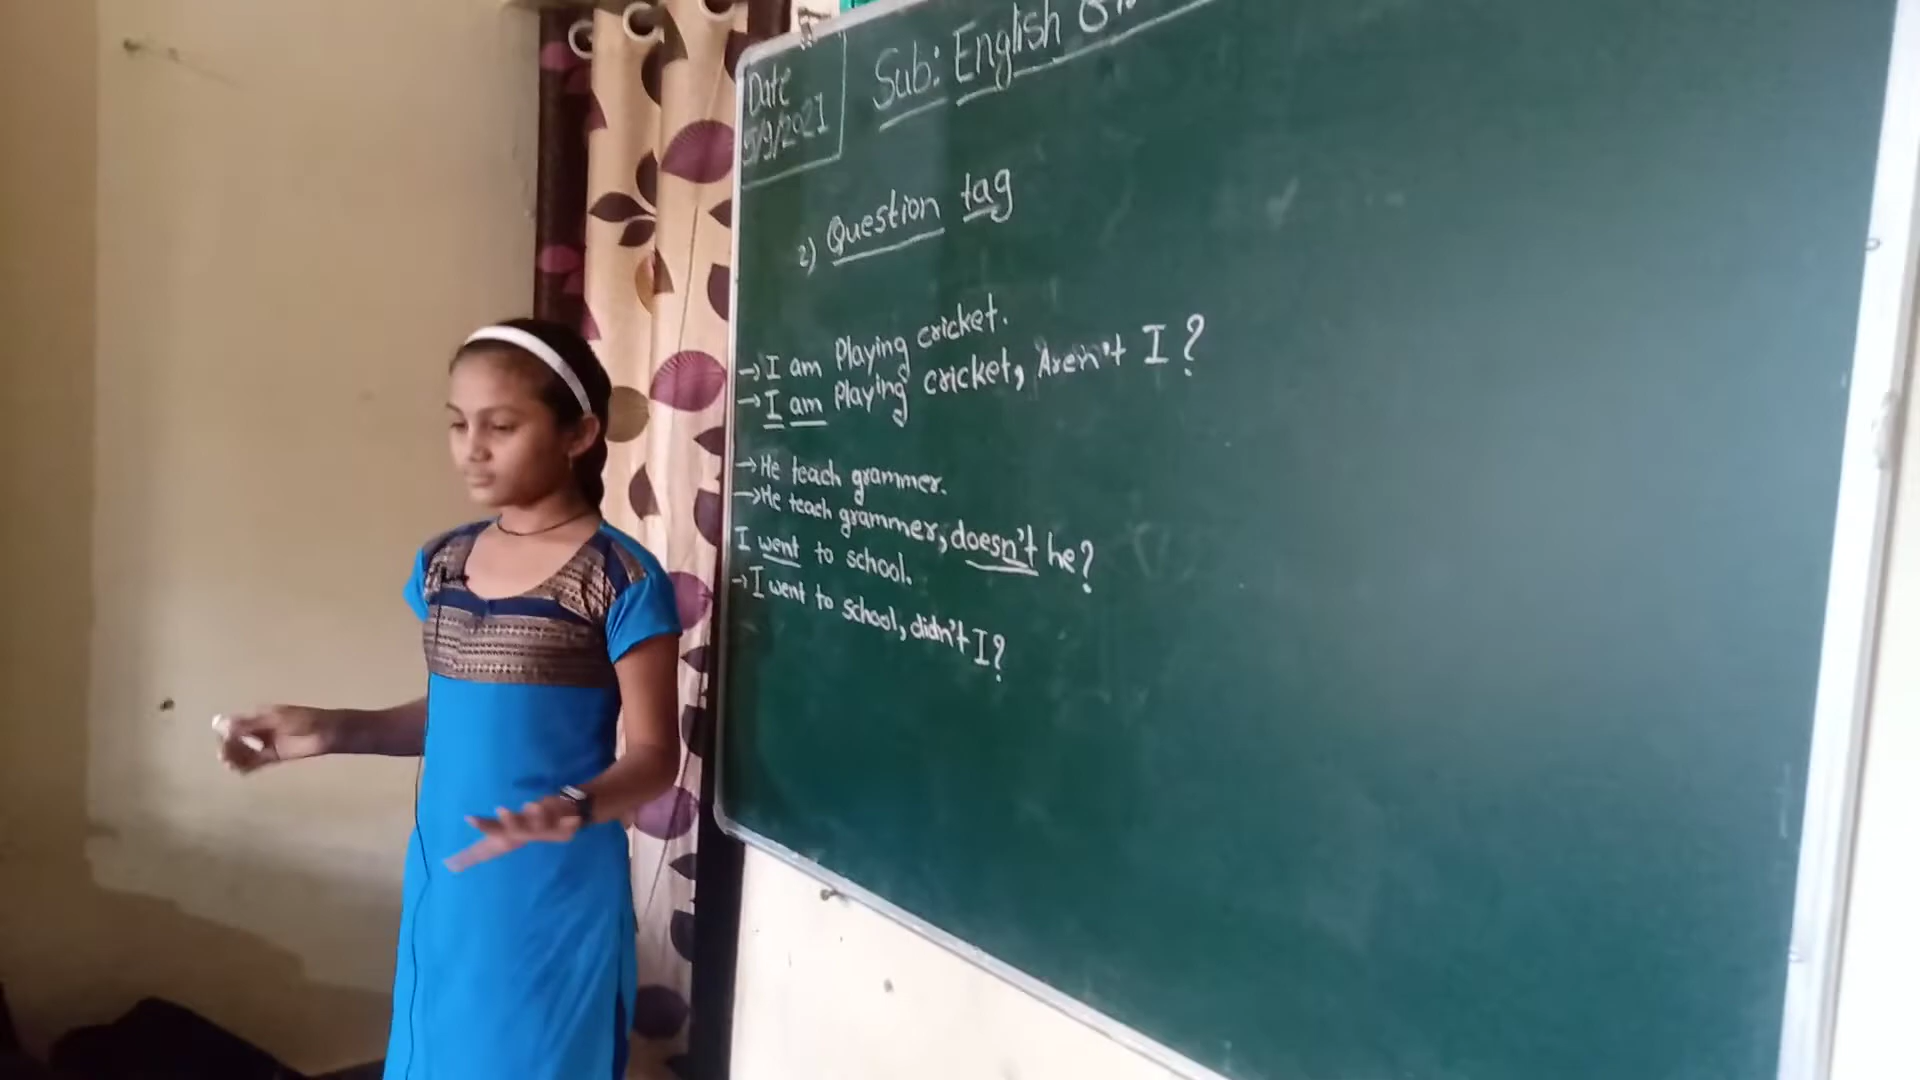 Date
5/9/2021
Sub: English
2) Question tag
→ I am Playing cricket.
→ I am Playing cricket, Aren't I ?
→ He teach grammer.
→ He teach grammer, doesn't he?
I went to school.
→ I went to school, didn't I?